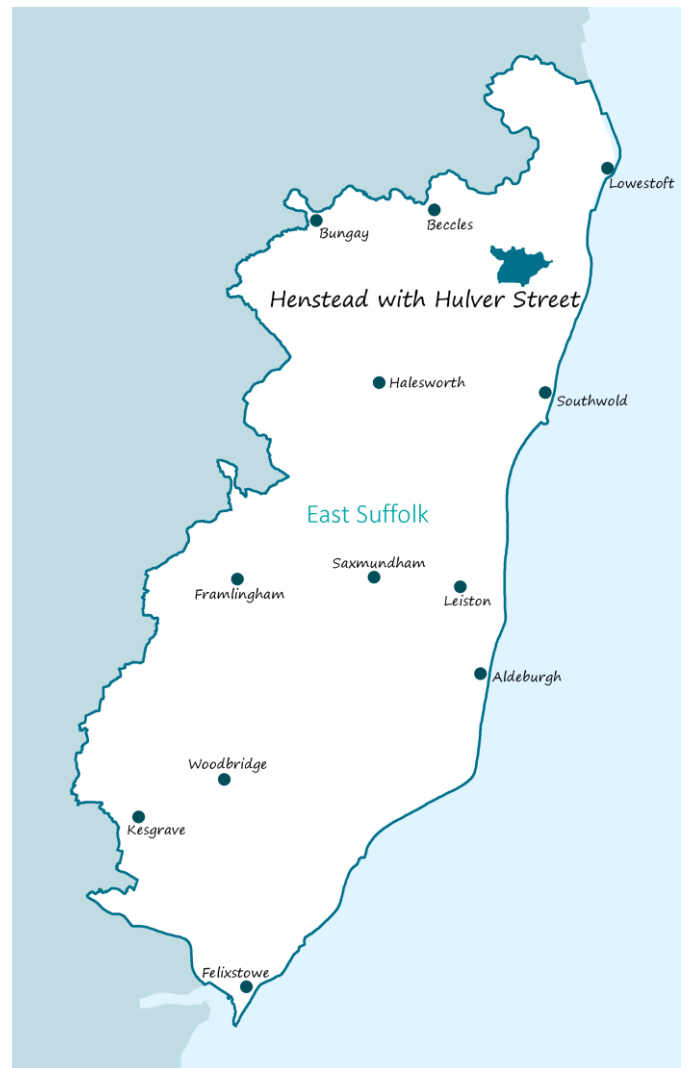 Lowestoft
Beccles
Bungay
Henstead with Hulver Street
Halesworth
Southwold
East Suffolk
Saxmundham
Framlingham
Leiston
Aldeburgh
Woodbridge
Kesgrave
Felixstowe